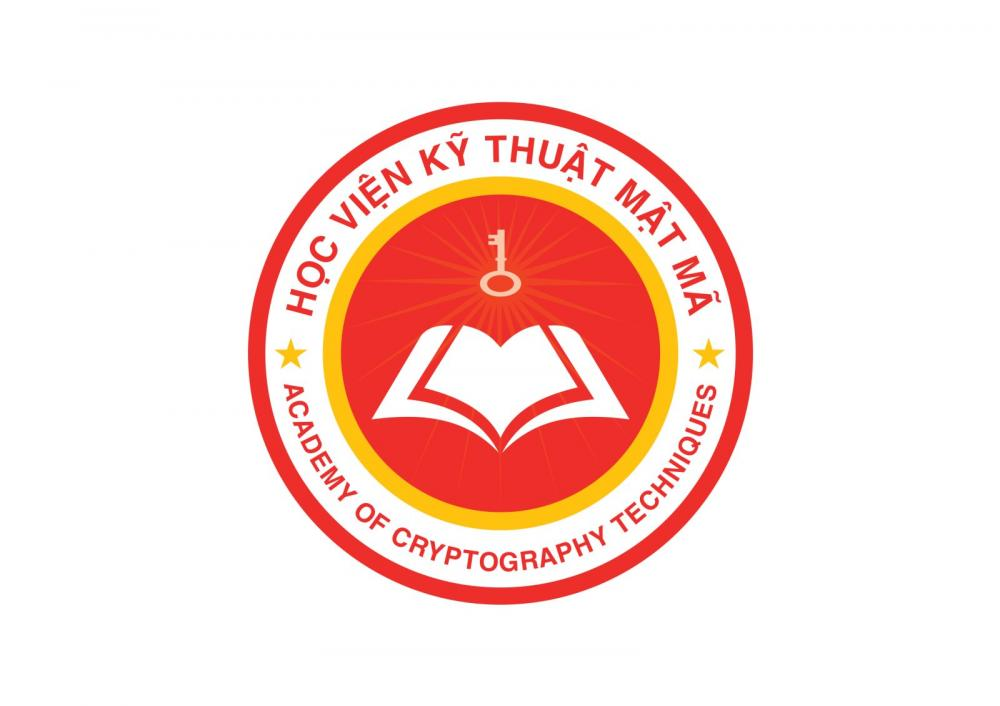 HỌC VIỆN KỸ THUẬT MẬT MÃ
ACADEMY OF CRYPTOGRAPHY TECHNIQUES